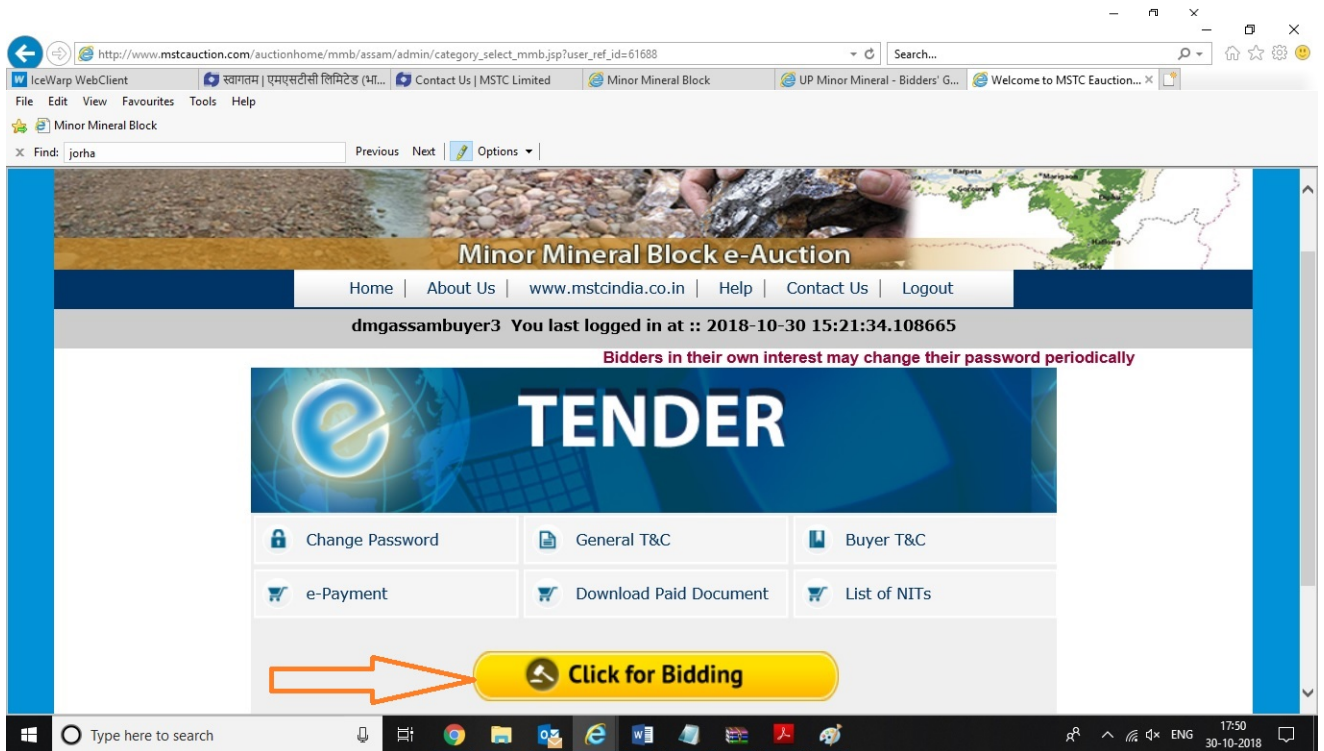 http://www.mstcauction.com/auctionhome/mmb/assam/admin/category_select_mmb.jsp?user_ref_id=61688 Search...
IceWarp WebClient स्वागतम | एमएसटीसी लिमिटेड (भा... Contact Us | MSTC Limited Minor Mineral Block UP Minor Mineral - Bidders' G... Welcome to MSTC Eauction...
File Edit View Favourites Tools Help
Minor Mineral Block
Find: jorha Previous Next Options
Barpeta Marigaon
Minor Mineral Block e-Auction
Home | About Us | www.mstcindia.co.in | Help | Contact Us | Logout
dmgassambuyer3 You last logged in at :: 2018-10-30 15:21:34.108665
Bidders in their own interest may change their password periodically
e TENDER
Change Password General T&C Buyer T&C
e-Payment Download Paid Document List of NITs
Click for Bidding
Type here to search ENG 17:50
30-10-2018